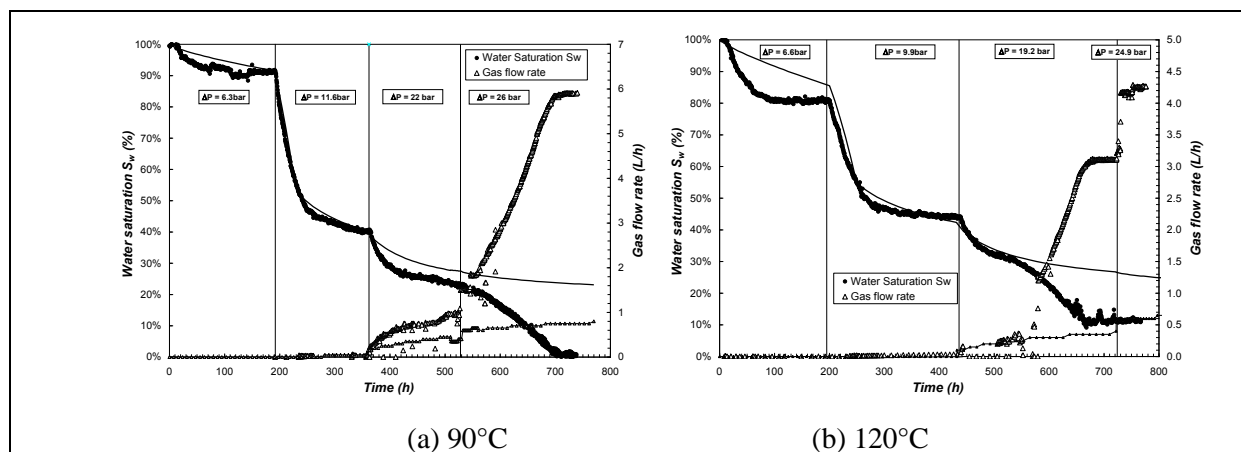 100%
90%
80%
70%
60%
50%
40%
30%
20%
10%
0%
Water saturation Sw (%)
ΔP = 6.3bar
ΔP = 11.6bar
ΔP = 22 bar
ΔP = 26 bar
Water Saturation Sw
Gas flow rate
7
6
5
4
3
2
1
0
Gas flow rate (L/h)
0 100 200 300 400 500 600 700 800
Time (h)
(a) 90°C
100%
90%
80%
70%
60%
50%
40%
30%
20%
10%
0%
Water saturation Sw (%)
ΔP = 6.6bar
ΔP = 9.9bar
ΔP = 19.2 bar
ΔP = 24.9 bar
Water Saturation Sw
Gas flow rate
5.0
4.5
4.0
3.5
3.0
2.5
2.0
1.5
1.0
0.5
0.0
Gas flow rate (L/h)
0 100 200 300 400 500 600 700 800
Time (h)
(b) 120°C